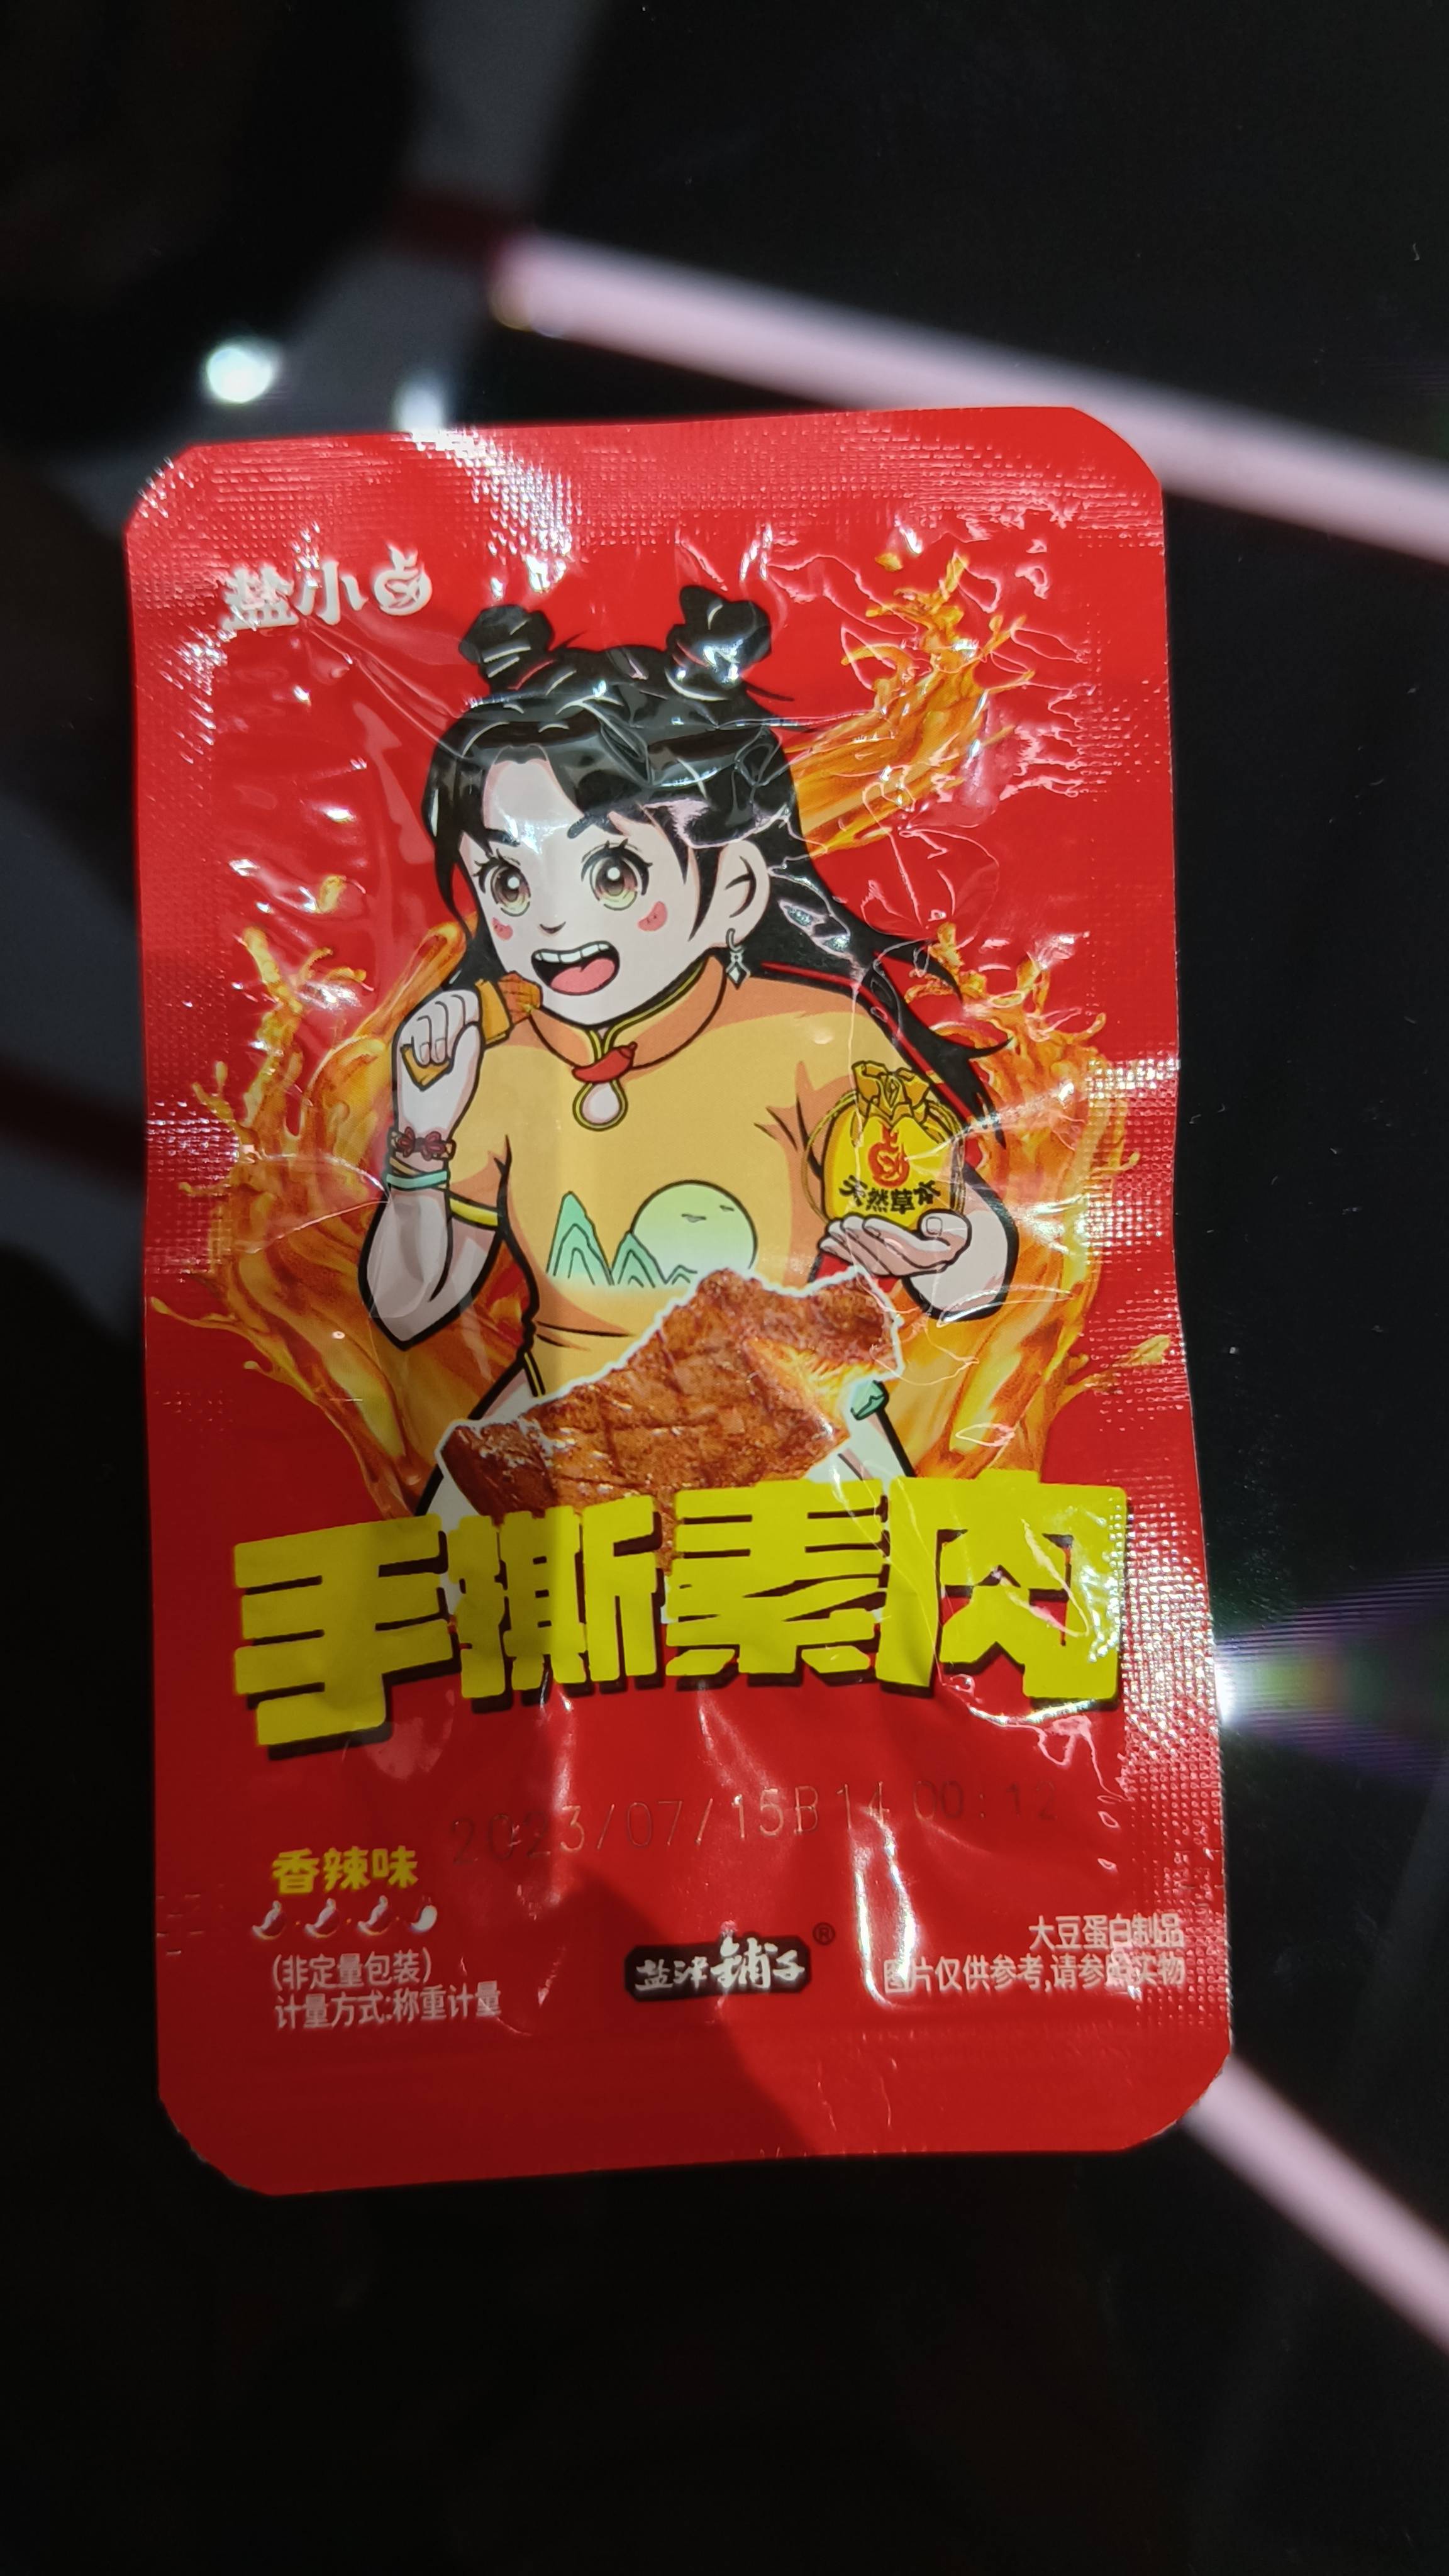 盐小卤
天然草本
手撕素肉
2023/07/15B14 00:12
香辣味
(非定量包装)
计量方式:称重计量
盐津铺子®
大豆蛋白制品
图片仅供参考,请参照实物